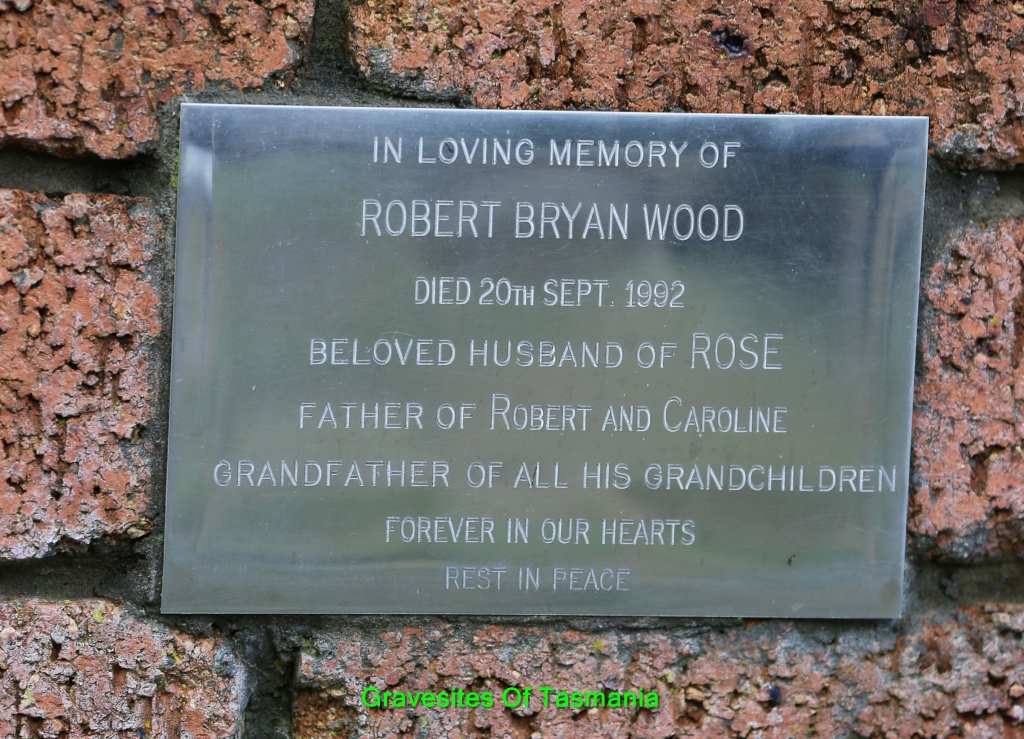 IN LOVING MEMORY OF
ROBERT BRYAN WOOD
DIED 20TH SEPT. 1992
BELOVED HUSBAND OF ROSE
FATHER OF ROBERT AND CAROLINE
GRANDFATHER OF ALL HIS GRANDCHILDREN
FOREVER IN OUR HEARTS
REST IN PEACE
Gravesites Of Tasmania